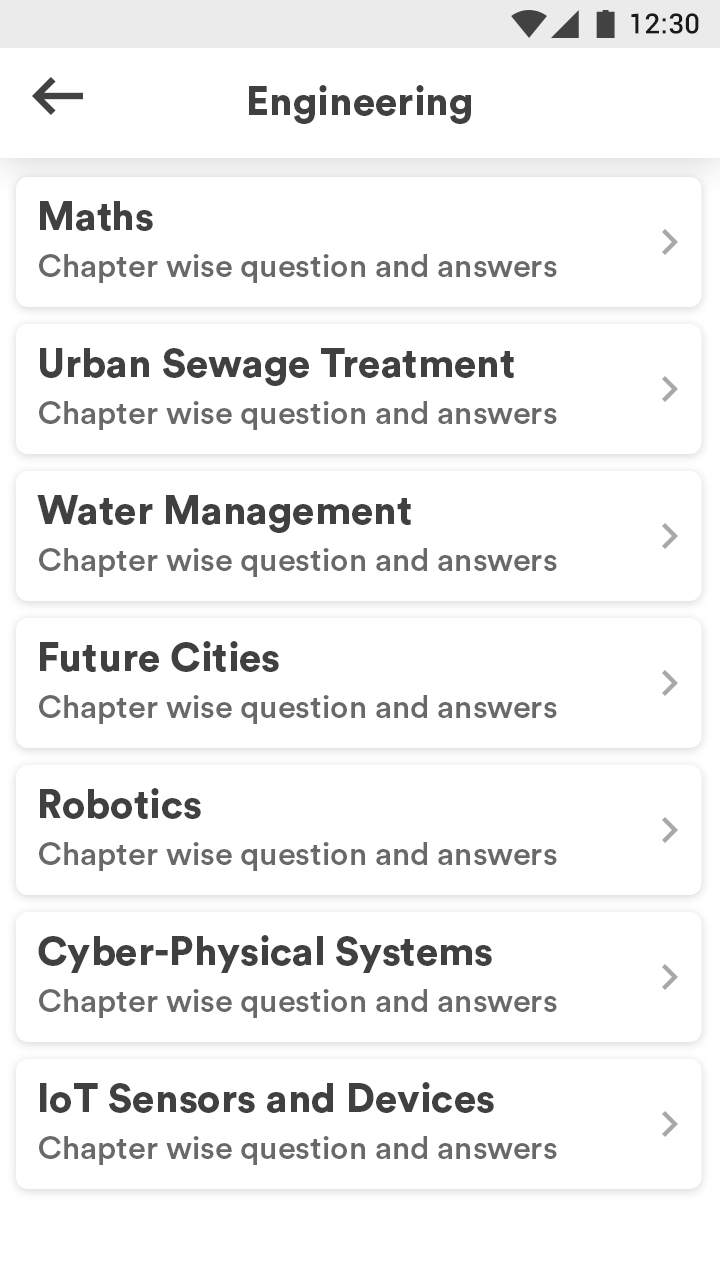 12:30
Engineering
Maths
Chapter wise question and answers
Urban Sewage Treatment
Chapter wise question and answers
Water Management
Chapter wise question and answers
Future Cities
Chapter wise question and answers
Robotics
Chapter wise question and answers
Cyber-Physical Systems
Chapter wise question and answers
IoT Sensors and Devices
Chapter wise question and answers